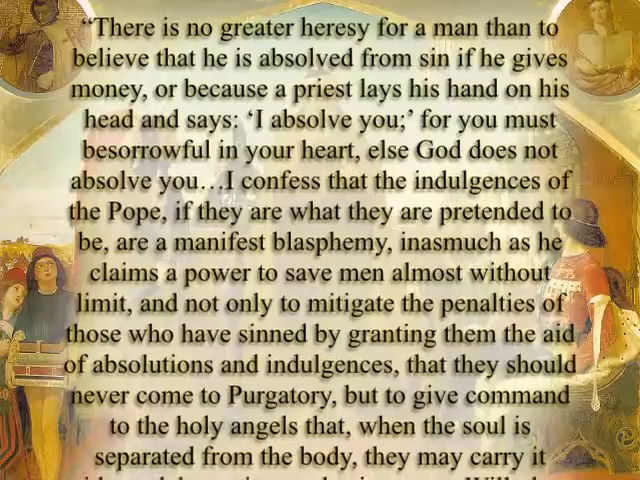 “There is no greater heresy for a man than to
believe that he is absolved from sin if he gives
money, or because a priest lays his hand on his
head and says: ‘I absolve you;’ for you must
besorrowful in your heart, else God does not
absolve you…I confess that the indulgences of
the Pope, if they are what they are pretended to
be, are a manifest blasphemy, inasmuch as he
claims a power to save men almost without
limit, and not only to mitigate the penalties of
those who have sinned by granting them the aid
of absolutions and indulgences, that they should
never come to Purgatory, but to give command
to the holy angels that, when the soul is
separated from the body, they may carry it